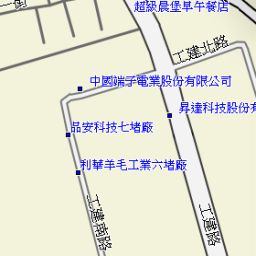 超級晨堡早午餐店
工建北路
中國端子電業股份有限公司
昇達科技股份有
品安科技七堵廠
利華羊毛工業六堵廠
工建南路
工建路